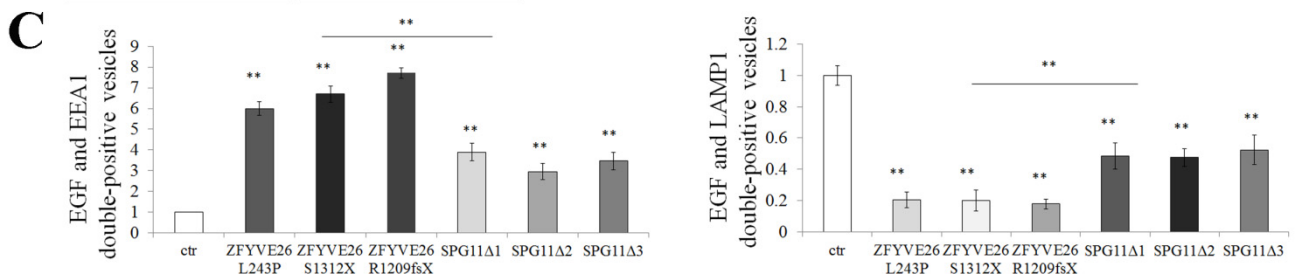 C
EGF and EEA1
double-positive vesicles
9
8
7
6
5
4
3
2
1
0
**
**
**
**
**
**
**
ctr
ZFYVE26
L243P
ZFYVE26
S1312X
ZFYVE26
R1209fsX
SPG11Δ1
SPG11Δ2
SPG11Δ3
EGF and LAMP1
double-positive vesicles
1.2
1
0.8
0.6
0.4
0.2
0
**
**
**
**
**
**
**
ctr
ZFYVE26
L243P
ZFYVE26
S1312X
ZFYVE26
R1209fsX
SPG11Δ1
SPG11Δ2
SPG11Δ3